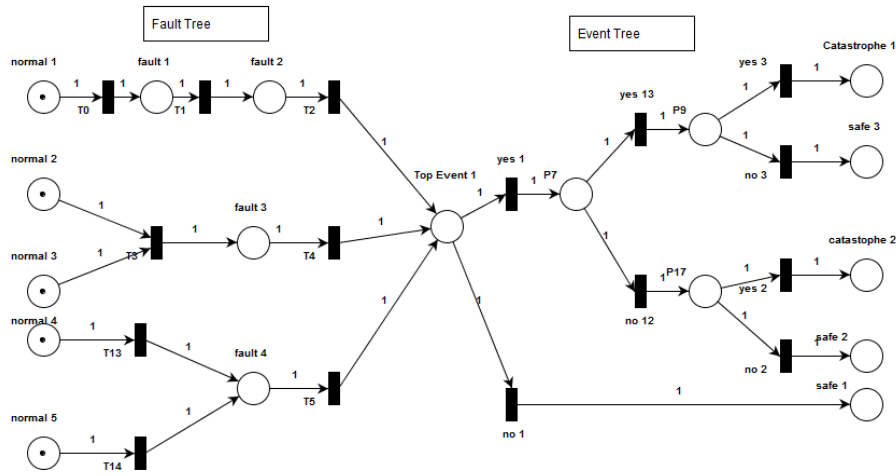 Fault Tree
Event Tree
normal 1
fault 1
fault 2
yes 3
Catastrophe 1
1
1
1
1
1
1
1
T0
T1
T2
yes 13
P9
1
1
safe 3
1
1
no 3
normal 2
1
Top Event 1
yes 1
P7
1
1
1
fault 3
1
1
1
T3
T4
normal 3
1
1
catastophe 2
P17
1
1
1
yes 2
no 12
normal 4
1
T13
1
1
1
fault 4
1
T5
1
safe 2
1
no 2
safe 1
normal 5
1
1
T14
no 1
1